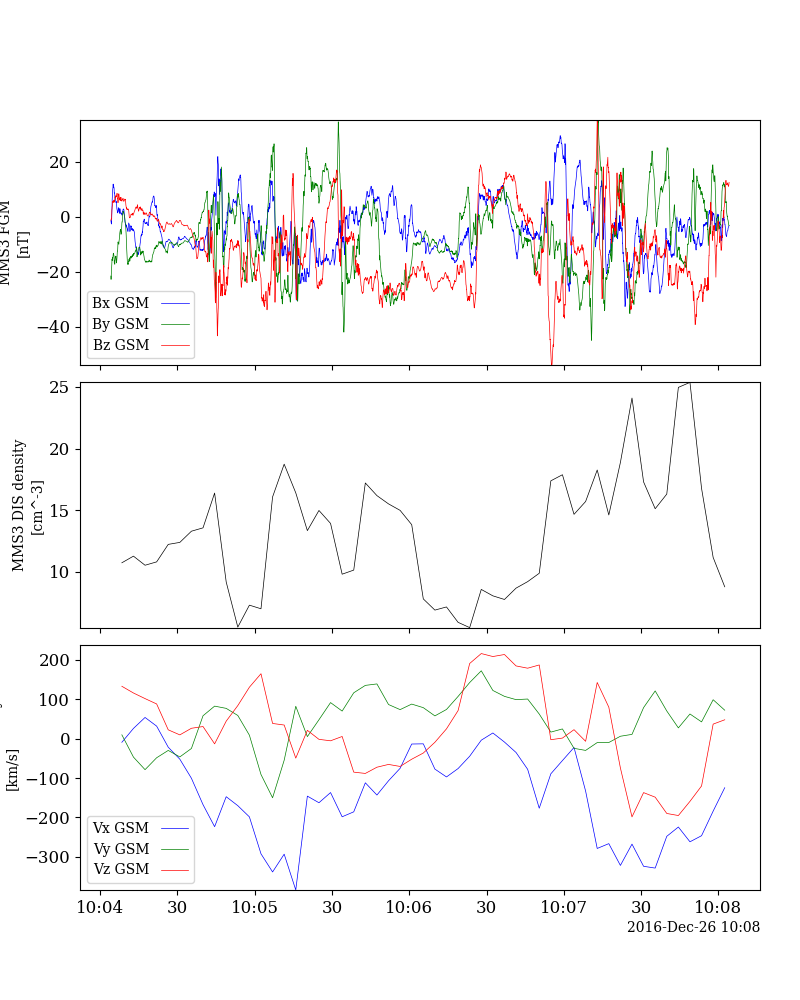 MMS3 FGM
[nT]
20
0
−20
−40
Bx GSM
By GSM
Bz GSM
MMS3 DIS density
[cm^-3]
25
20
15
10
[km/s]
200
100
0
−100
−200
−300
Vx GSM
Vy GSM
Vz GSM
10:04 30 10:05 30 10:06 30 10:07 30 10:08
2016-Dec-26 10:08